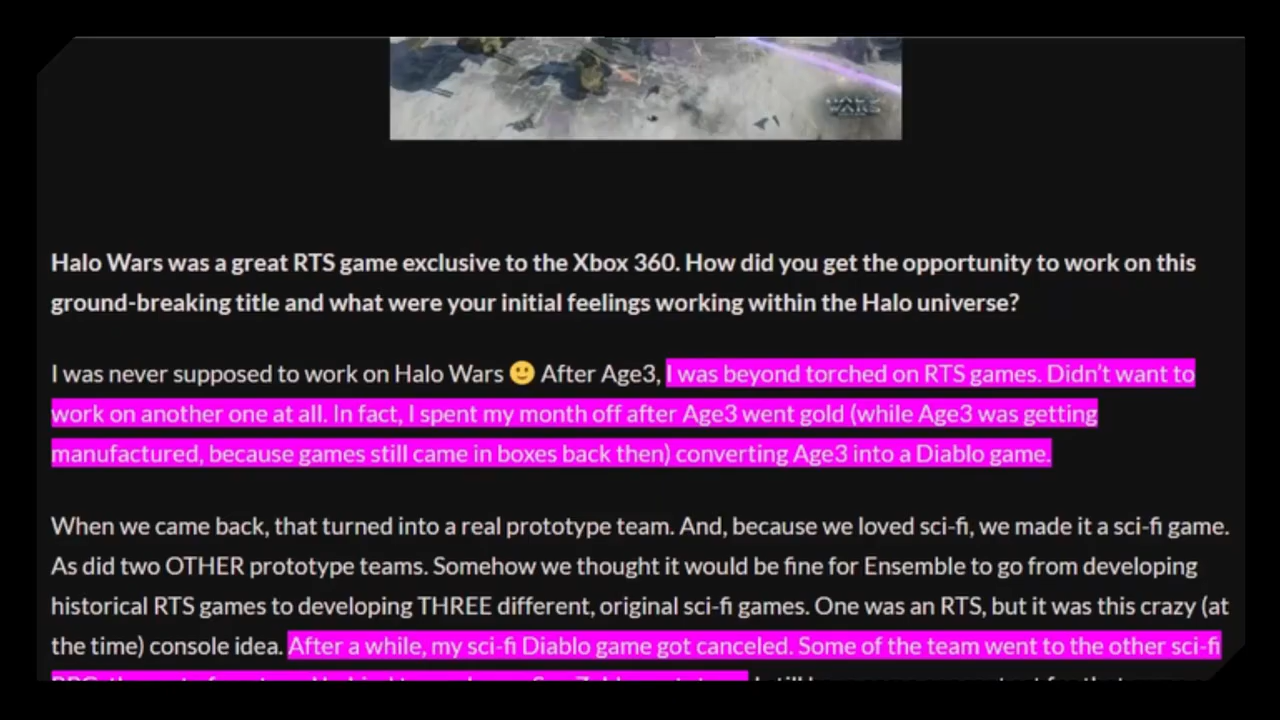 HALO WARS
Halo Wars was a great RTS game exclusive to the Xbox 360. How did you get the opportunity to work on this
ground-breaking title and what were your initial feelings working within the Halo universe?
I was never supposed to work on Halo Wars 🙂 After Age3, I was beyond torched on RTS games. Didn’t want to
work on another one at all. In fact, I spent my month off after Age3 went gold (while Age3 was getting
manufactured, because games still came in boxes back then) converting Age3 into a Diablo game.
When we came back, that turned into a real prototype team. And, because we loved sci-fi, we made it a sci-fi game.
As did two OTHER prototype teams. Somehow we thought it would be fine for Ensemble to go from developing
historical RTS games to developing THREE different, original sci-fi games. One was an RTS, but it was this crazy (at
the time) console idea. After a while, my sci-fi Diablo game got canceled. Some of the team went to the other sci-fi